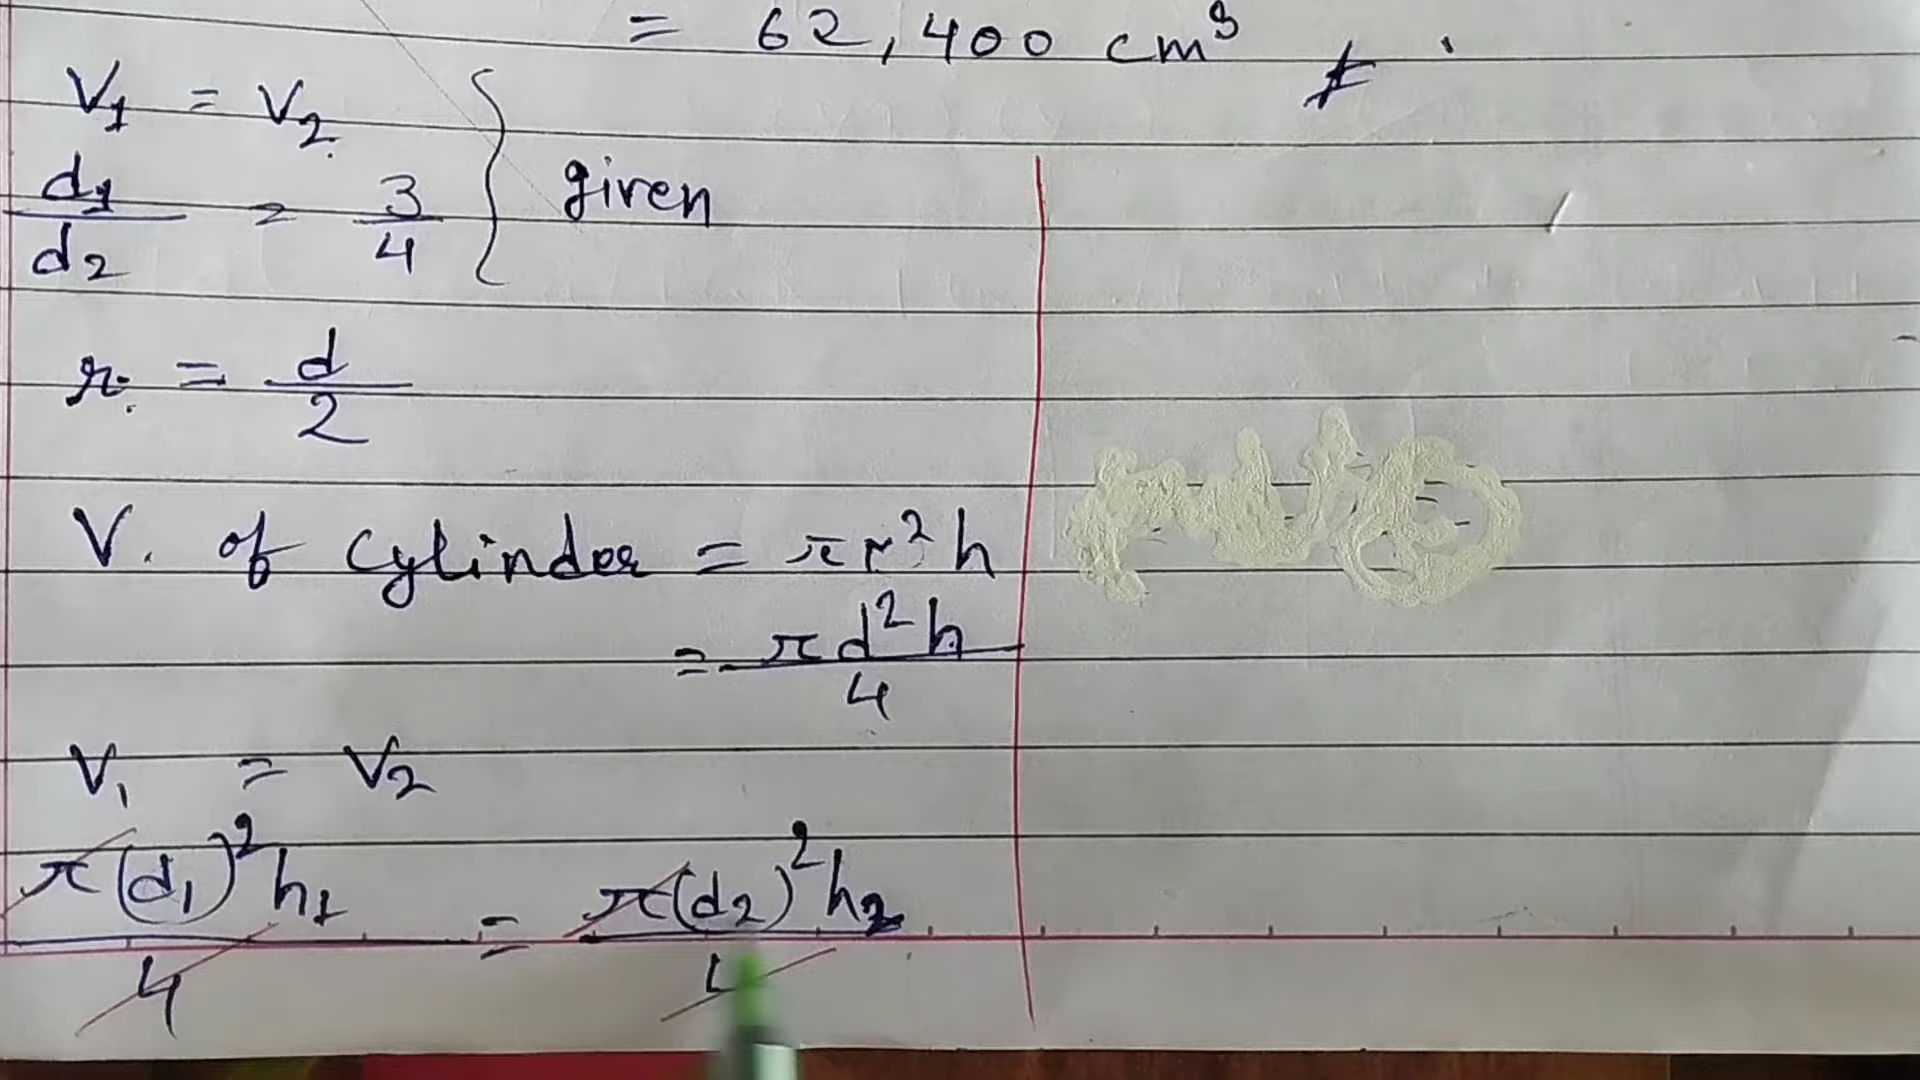 = 62,400 cm³
V1 = V2
d1/d2 = 3/4 } given
r = d/2
V. of cylinder = πr²h
= πd²h/4
V1 = V2
π(d1)²h1/4 = π(d2)²h2/4